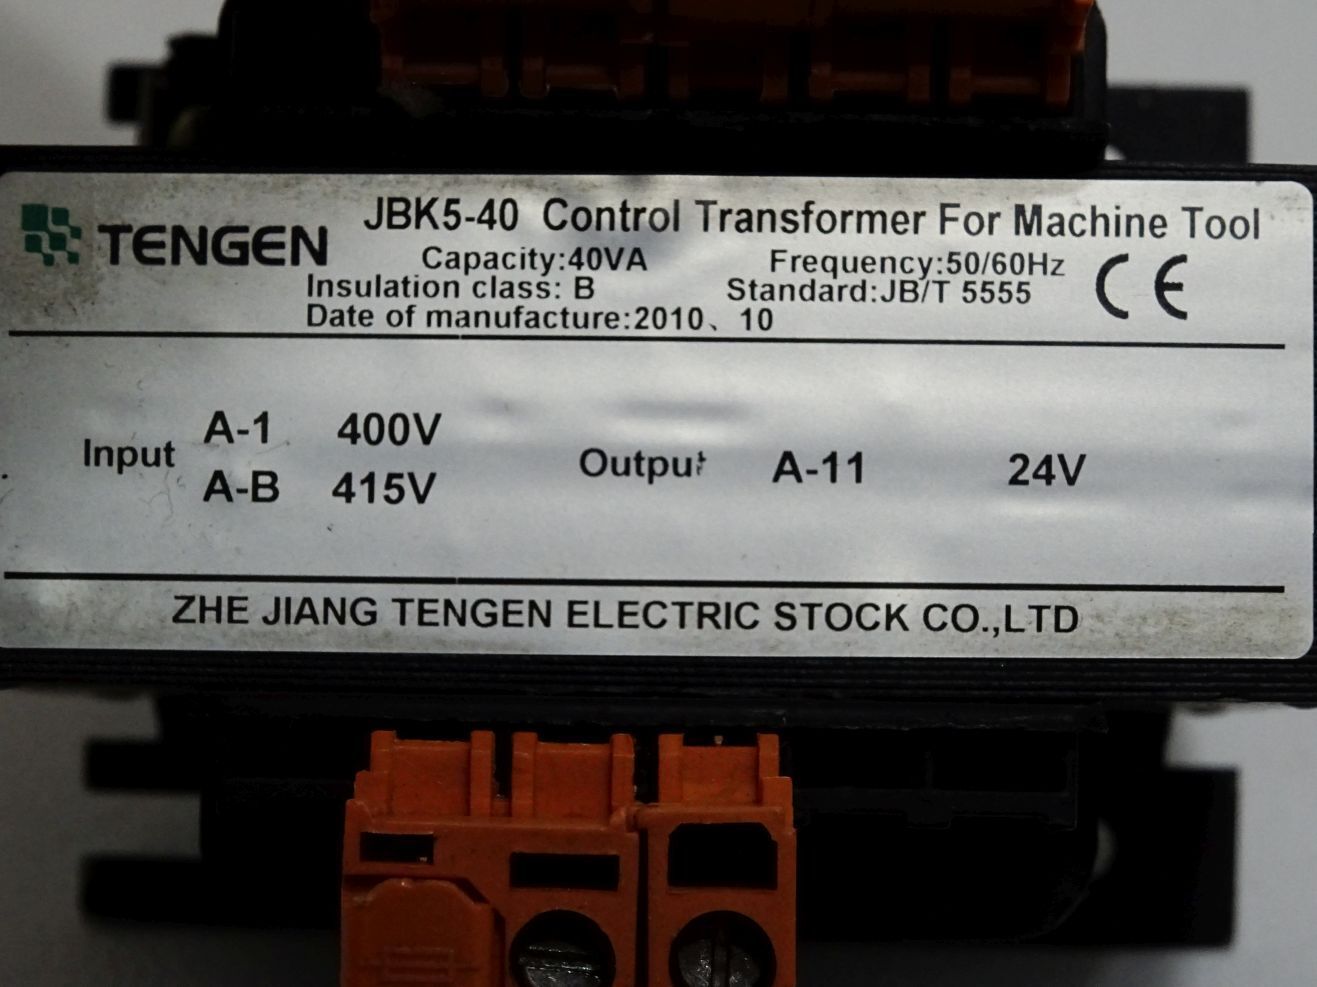 TENGEN
JBK5-40 Control Transformer For Machine Tool
Capacity:40VA Frequency:50/60Hz
Insulation class: B Standard:JB/T 5555
CE
Date of manufacture:2010、10
Input A-1 400V
A-B 415V
Output A-11 24V
ZHE JIANG TENGEN ELECTRIC STOCK CO.,LTD